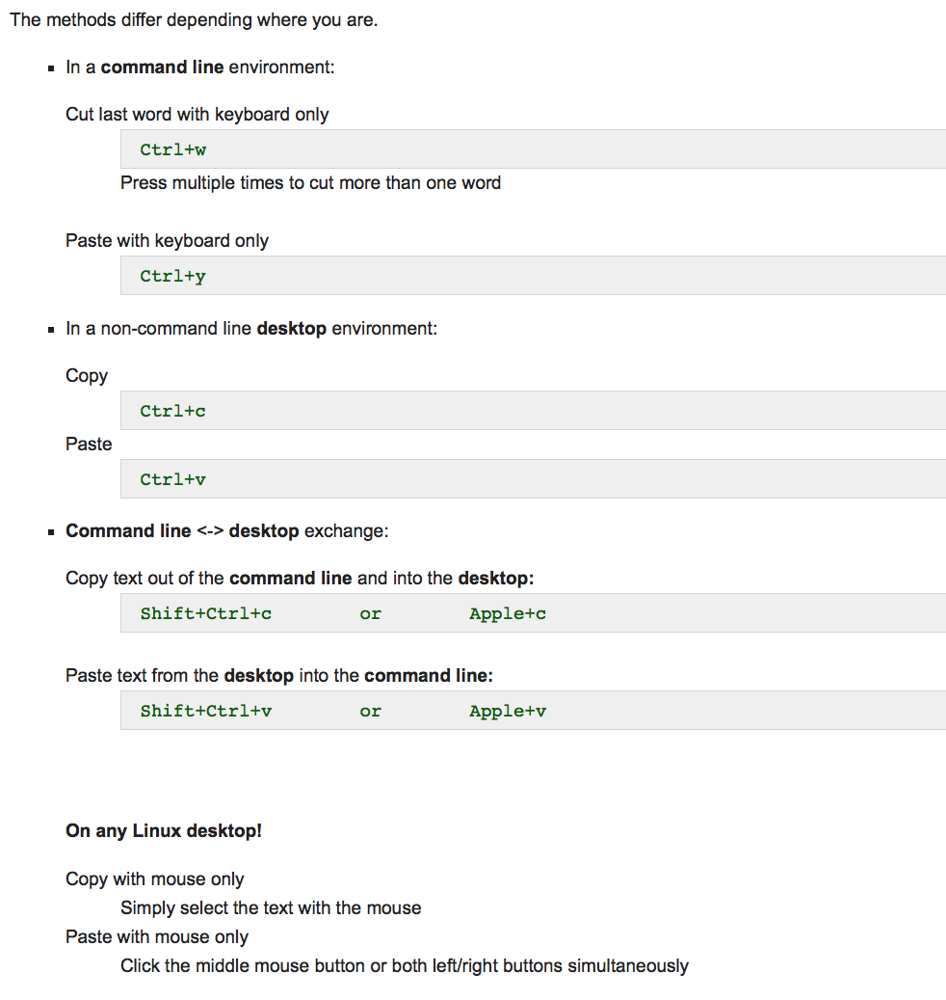 The methods differ depending where you are.
In a command line environment:
Cut last word with keyboard only
Ctrl+w
Press multiple times to cut more than one word
Paste with keyboard only
Ctrl+y
In a non-command line desktop environment:
Copy
Ctrl+c
Paste
Ctrl+v
Command line <-> desktop exchange:
Copy text out of the command line and into the desktop:
Shift+Ctrl+c or Apple+c
Paste text from the desktop into the command line:
Shift+Ctrl+v or Apple+v
On any Linux desktop!
Copy with mouse only
Simply select the text with the mouse
Paste with mouse only
Click the middle mouse button or both left/right buttons simultaneously